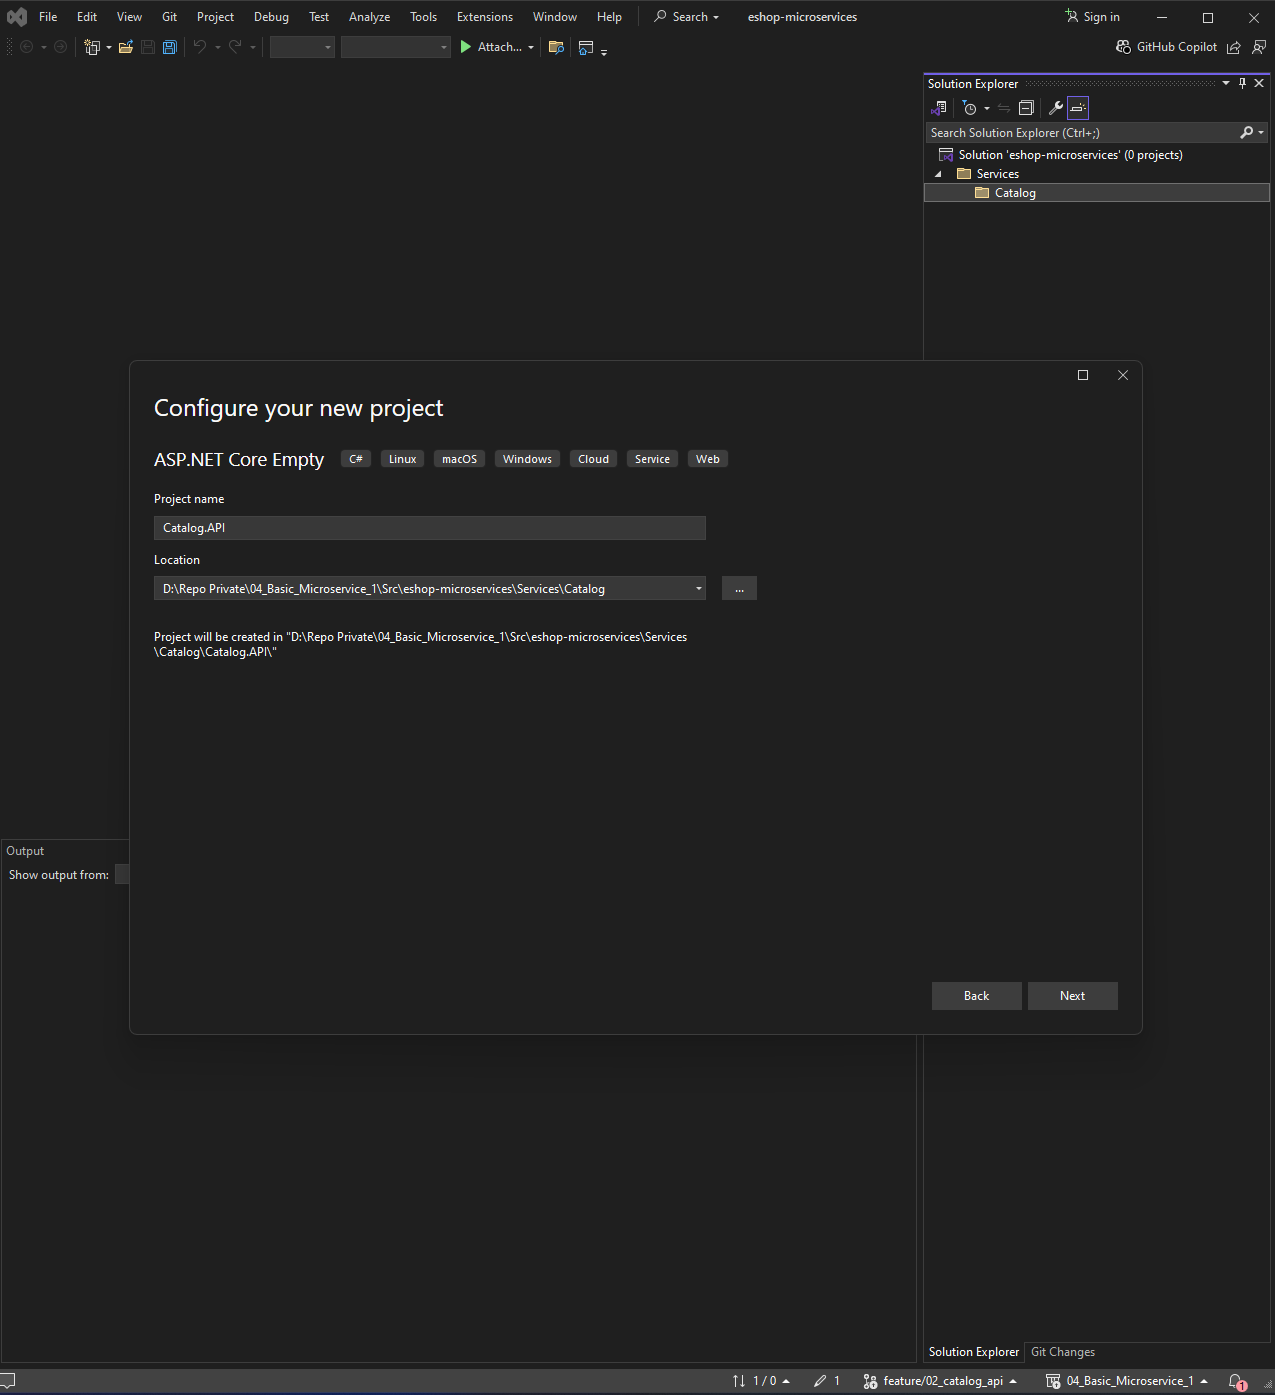 File Edit View Git Project Debug Test Analyze Tools Extensions Window Help Search eshop-microservices Sign in
Attach... GitHub Copilot
Solution Explorer
Search Solution Explorer (Ctrl+;)
Solution 'eshop-microservices' (0 projects)
Services
Catalog
Configure your new project
ASP.NET Core Empty C# Linux macOS Windows Cloud Service Web
Project name
Catalog.API
Location
D:\Repo Private\04_Basic_Microservice_1\Src\eshop-microservices\Services\Catalog
...
Project will be created in "D:\Repo Private\04_Basic_Microservice_1\Src\eshop-microservices\Services
\Catalog\Catalog.API\"
Output
Show output from:
Back Next
Solution Explorer Git Changes
1 / 0 1 feature/02_catalog_api 04_Basic_Microservice_1 1